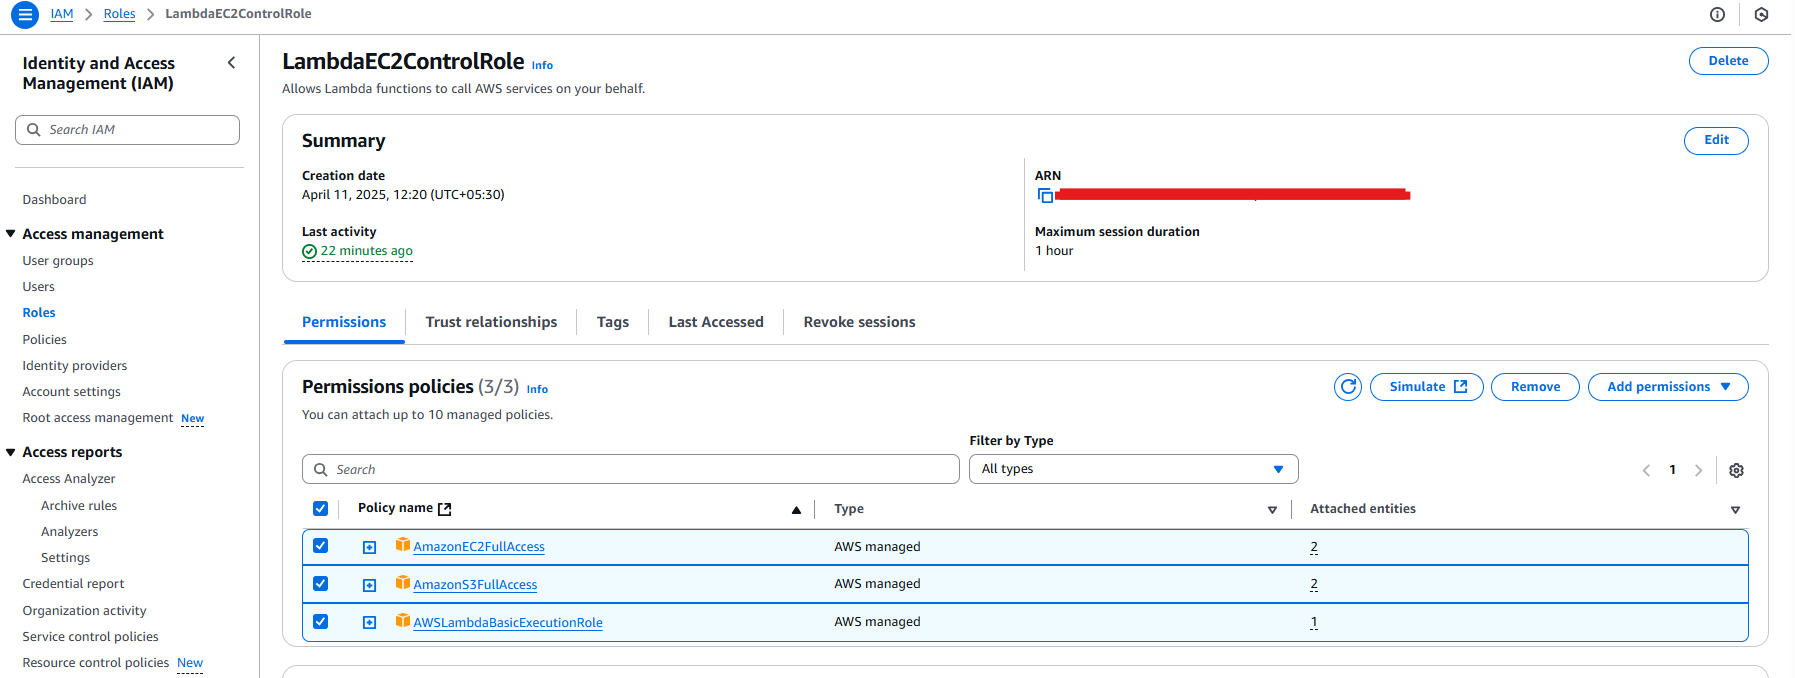 IAM > Roles > LambdaEC2ControlRole
Identity and Access Management (IAM)
Search IAM
Dashboard
Access management
User groups
Users
Roles
Policies
Identity providers
Account settings
Root access management New
Access reports
Access Analyzer
Archive rules
Analyzers
Settings
Credential report
Organization activity
Service control policies
Resource control policies New
LambdaEC2ControlRole Info
Delete
Allows Lambda functions to call AWS services on your behalf.
Summary
Edit
Creation date
April 11, 2025, 12:20 (UTC+05:30)
ARN
Last activity
22 minutes ago
Maximum session duration
1 hour
Permissions
Trust relationships
Tags
Last Accessed
Revoke sessions
Permissions policies (3/3) Info
Simulate
Remove
Add permissions
You can attach up to 10 managed policies.
Filter by Type
Search
All types
1
Policy name
Type
Attached entities
AmazonEC2FullAccess AWS managed 2
AmazonS3FullAccess AWS managed 2
AWSLambdaBasicExecutionRole AWS managed 1